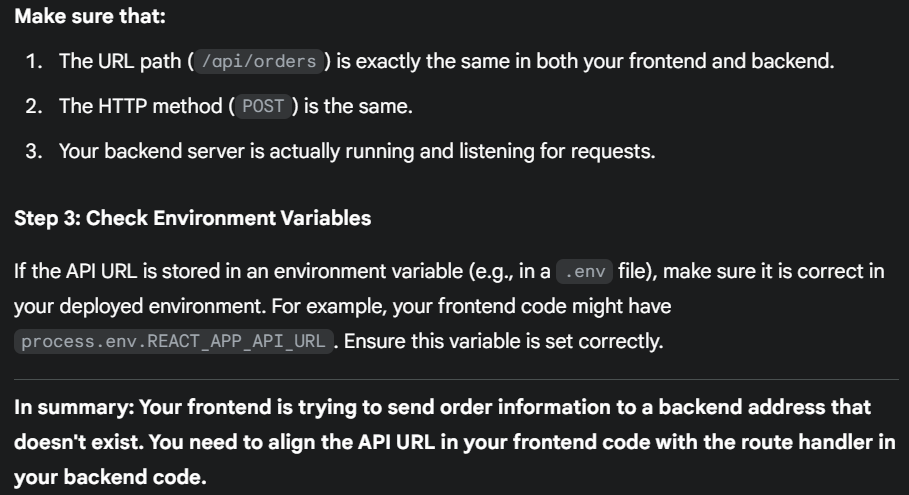 Make sure that:
1. The URL path (/api/orders) is exactly the same in both your frontend and backend.
2. The HTTP method (POST) is the same.
3. Your backend server is actually running and listening for requests.
Step 3: Check Environment Variables
If the API URL is stored in an environment variable (e.g., in a .env file), make sure it is correct in
your deployed environment. For example, your frontend code might have
process.env.REACT_APP_API_URL. Ensure this variable is set correctly.
In summary: Your frontend is trying to send order information to a backend address that
doesn't exist. You need to align the API URL in your frontend code with the route handler in
your backend code.